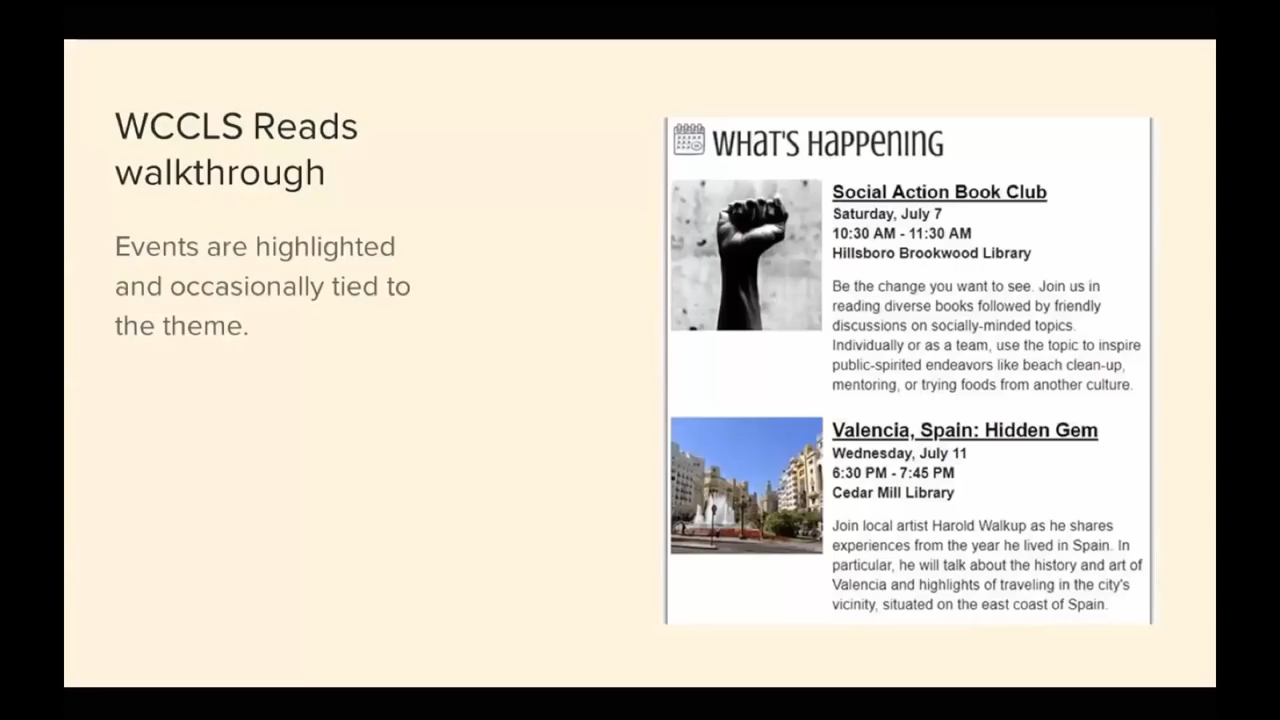 WCCLS Reads
walkthrough
Events are highlighted
and occasionally tied to
the theme.
WHAT'S HAPPENING
Social Action Book Club
Saturday, July 7
10:30 AM - 11:30 AM
Hillsboro Brookwood Library
Be the change you want to see. Join us in
reading diverse books followed by friendly
discussions on socially-minded topics.
Individually or as a team, use the topic to inspire
public-spirited endeavors like beach clean-up,
mentoring, or trying foods from another culture.
Valencia, Spain: Hidden Gem
Wednesday, July 11
6:30 PM - 7:45 PM
Cedar Mill Library
Join local artist Harold Walkup as he shares
experiences from the year he lived in Spain. In
particular, he will talk about the history and art of
Valencia and highlights of traveling in the city's
vicinity, situated on the east coast of Spain.